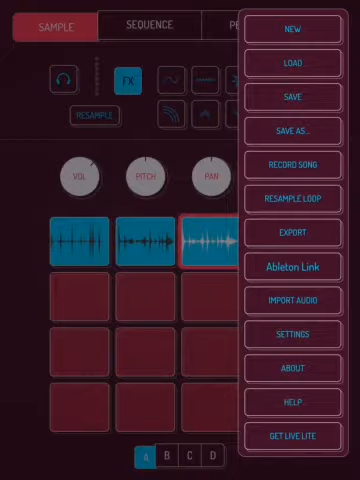 SAMPLE
SEQUENCE
FX
RESAMPLE
VOL
PITCH
PAN
A
B
C
D
NEW
LOAD
SAVE
SAVE AS...
RECORD SONG
RESAMPLE LOOP
EXPORT
Ableton Link
IMPORT AUDIO
SETTINGS
ABOUT
HELP
GET LIVE LITE